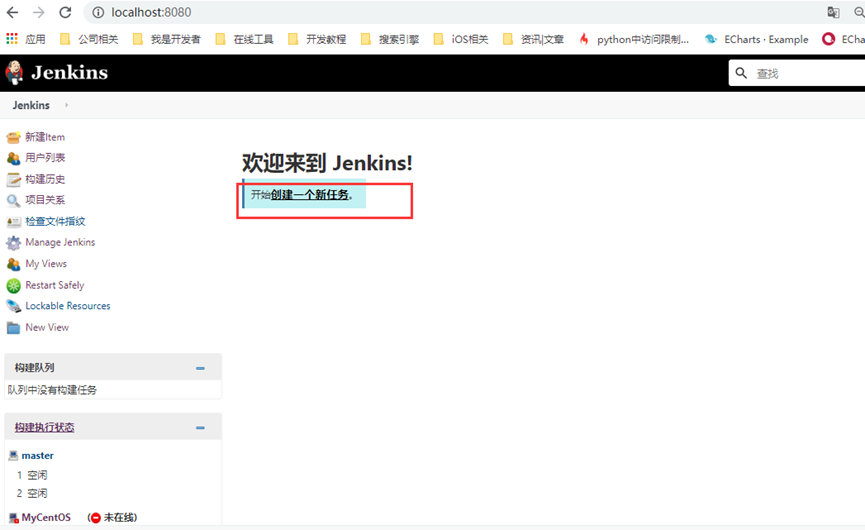 localhost:8080
应用 公司相关 我是开发者 在线工具 开发教程 搜索引擎 iOS相关 资讯|文章 python中访问限制... ECharts · Example ECha
Jenkins
查找
Jenkins
新建Item
用户列表
构建历史
项目关系
检查文件指纹
Manage Jenkins
My Views
Restart Safely
Lockable Resources
New View
欢迎来到 Jenkins!
开始创建一个新任务。
构建队列
队列中没有构建任务
构建执行状态
master
1 空闲
2 空闲
MyCentOS (未在线)